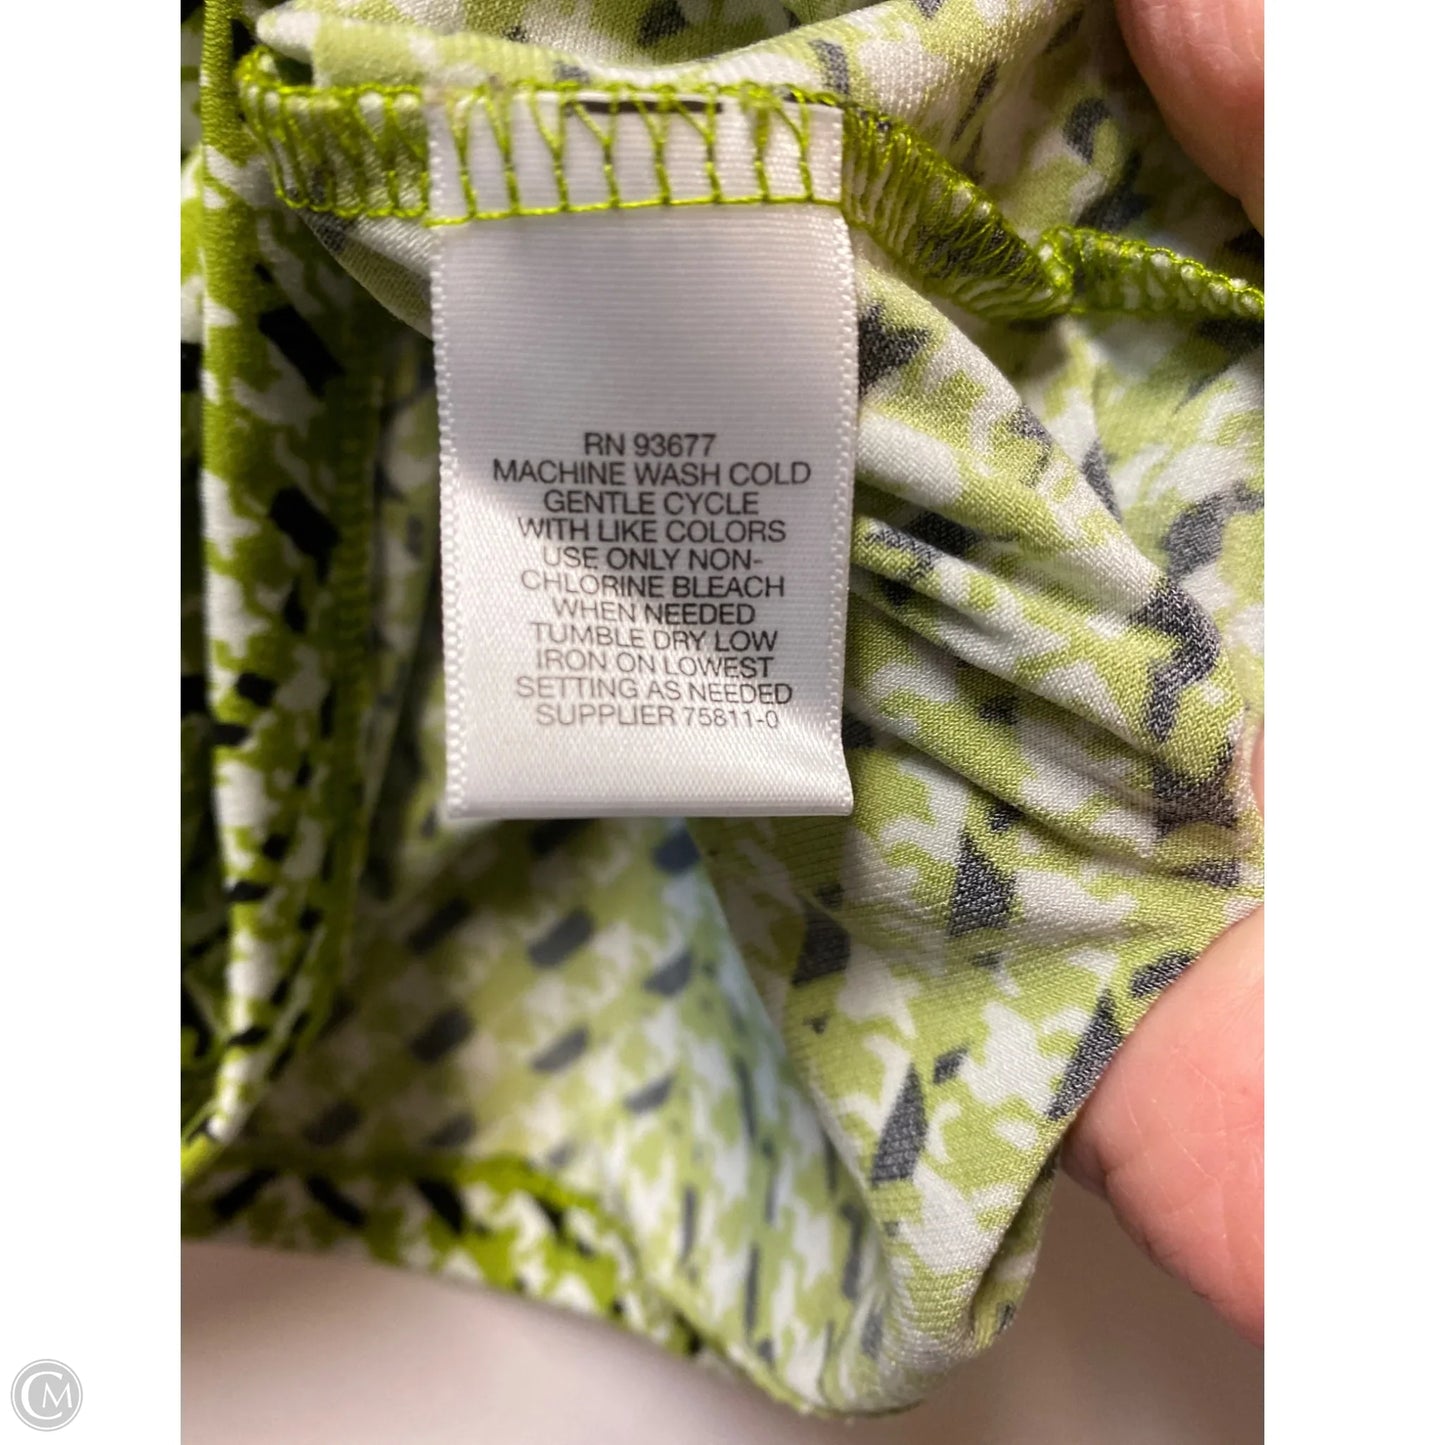 RN 93677
MACHINE WASH COLD
GENTLE CYCLE
WITH LIKE COLORS
USE ONLY NON-
CHLORINE BLEACH
WHEN NEEDED
TUMBLE DRY LOW
IRON ON LOWEST
SETTING AS NEEDED
SUPPLIER 75811-0
CM